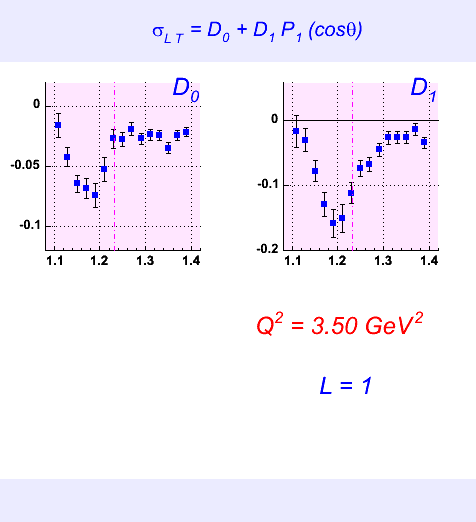 σ_LT = D_0 + D_1 P_1 (cosθ)
D_0
0
-0.05
-0.1
1.1 1.2 1.3 1.4
D_1
0
-0.1
-0.2
1.1 1.2 1.3 1.4
Q^2 = 3.50 GeV^2
L = 1